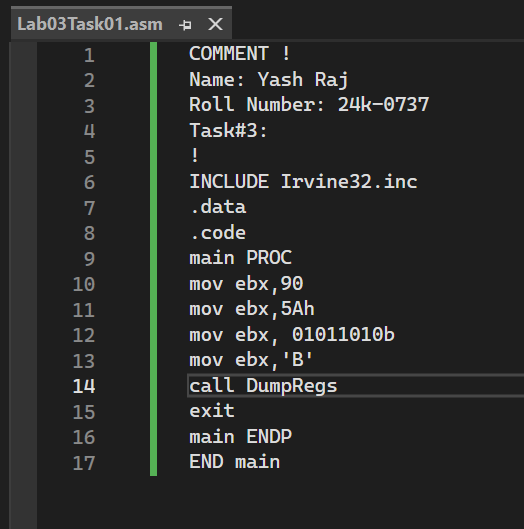 Lab03Task01.asm
1 COMMENT !
2 Name: Yash Raj
3 Roll Number: 24k-0737
4 Task#3:
5 !
6 INCLUDE Irvine32.inc
7 .data
8 .code
9 main PROC
10 mov ebx,90
11 mov ebx,5Ah
12 mov ebx, 01011010b
13 mov ebx,'B'
14 call DumpRegs
15 exit
16 main ENDP
17 END main